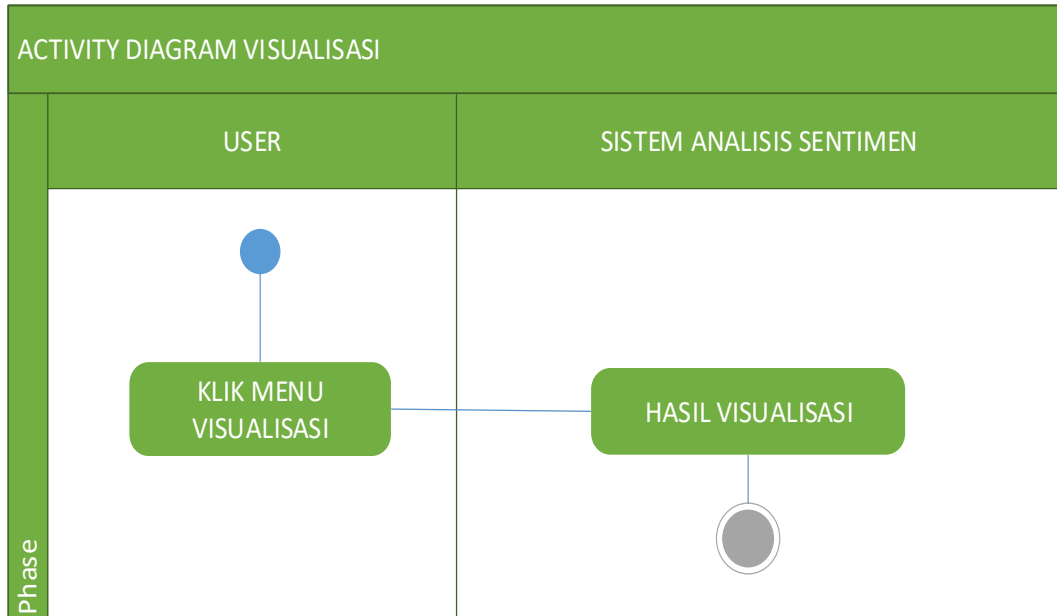 ACTIVITY DIAGRAM VISUALISASI
USER
SISTEM ANALISIS SENTIMEN
KLIK MENU
VISUALISASI
HASIL VISUALISASI
Phase